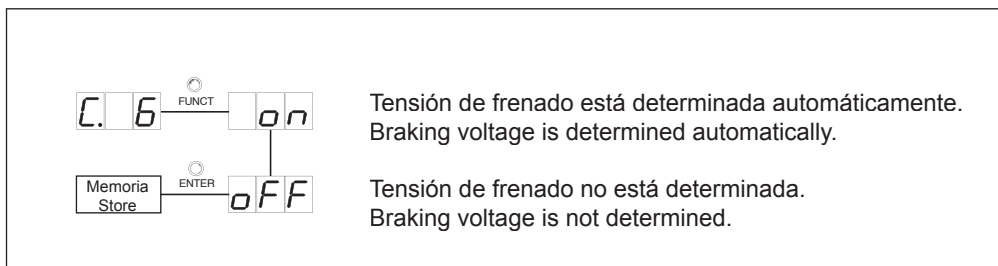 FUNCT
C. 6 on
Tensión de frenado está determinada automáticamente.
Braking voltage is determined automatically.
ENTER
Memoria
Store
oFF
Tensión de frenado no está determinada.
Braking voltage is not determined.